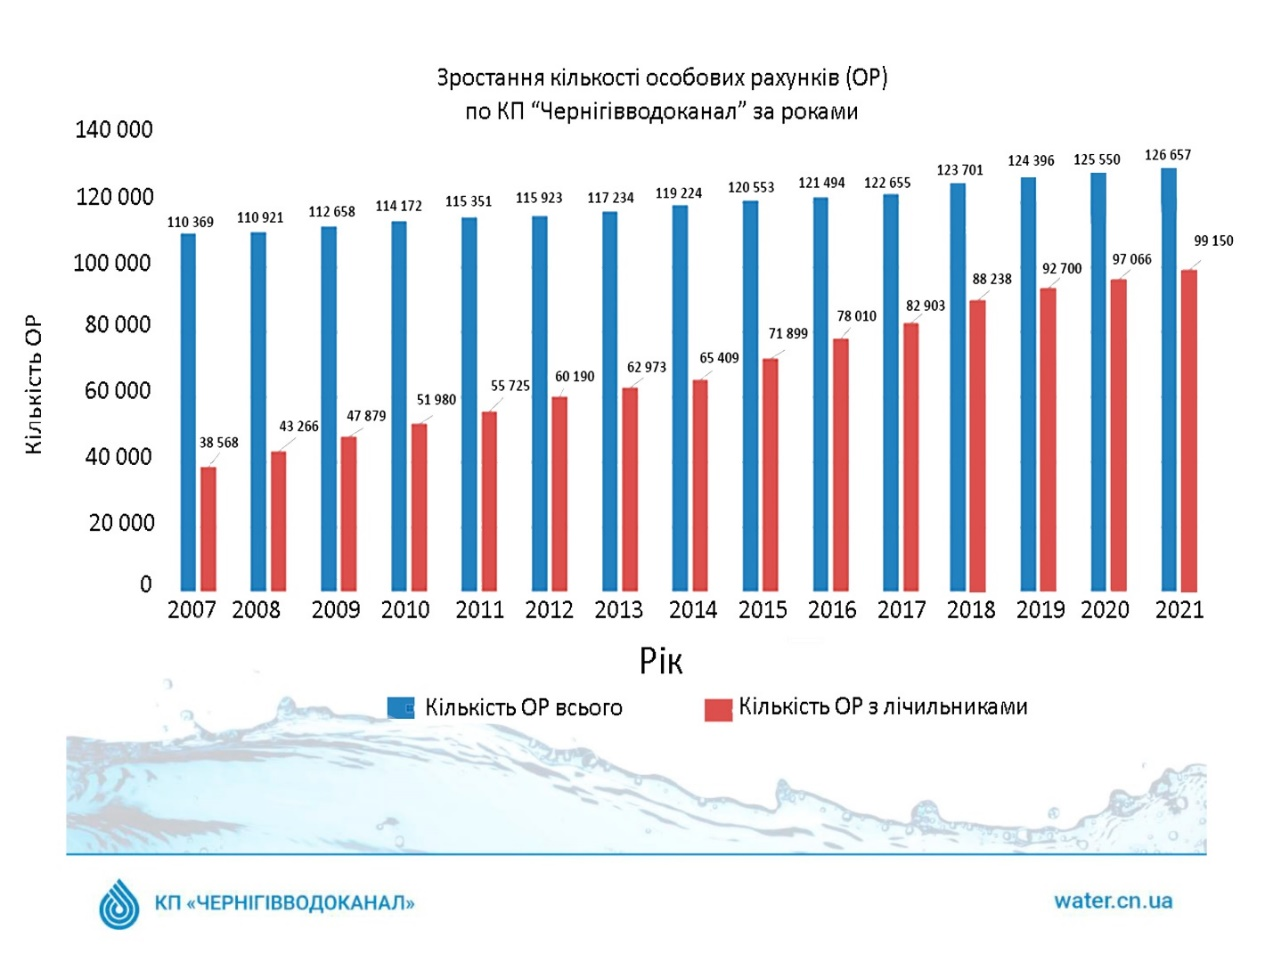 Зростання кількості особових рахунків (ОР)
по КП “Чернігівводоканал” за роками
Кількість ОР
140 000
120 000
100 000
80 000
60 000
40 000
20 000
0
110 369 110 921 112 658 114 172 115 351 115 923 117 234 119 224 120 553 121 494 122 655 123 701 124 396 125 550 126 657
38 568 43 266 47 879 51 980 55 725 60 190 62 973 65 409 71 899 78 010 82 903 88 238 92 700 97 066 99 150
2007 2008 2009 2010 2011 2012 2013 2014 2015 2016 2017 2018 2019 2020 2021
Рік
Кількість ОР всього Кількість ОР з лічильниками
КП «ЧЕРНІГІВВОДОКАНАЛ» water.cn.ua